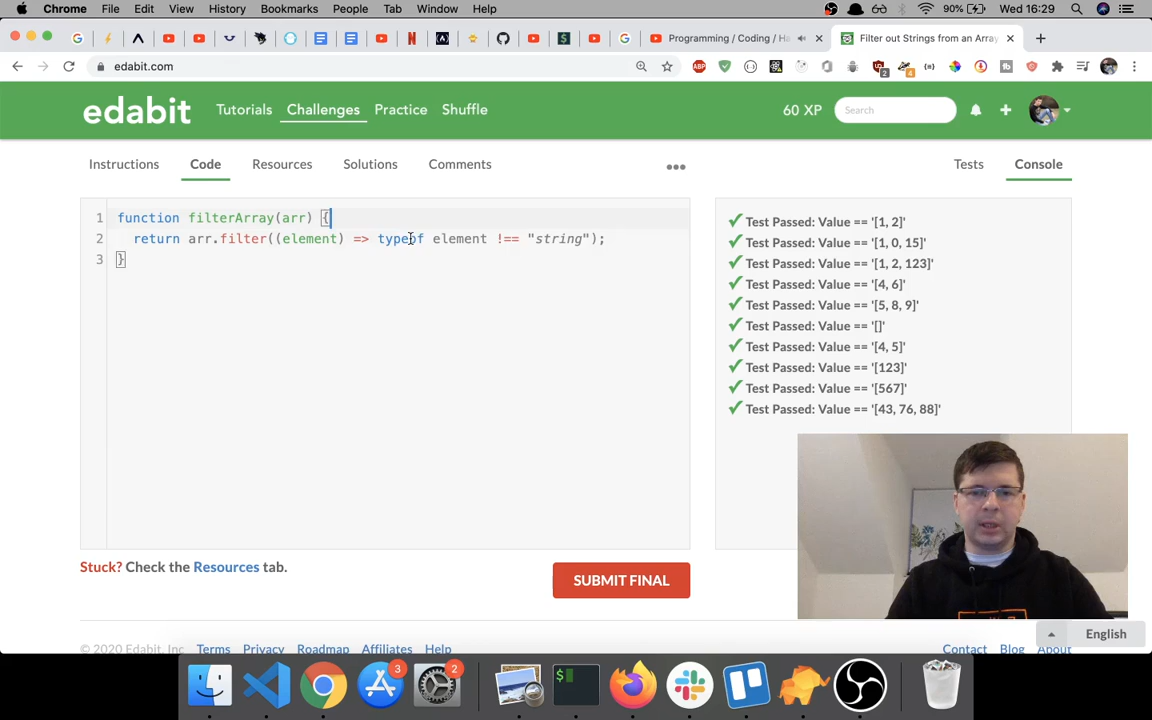 Chrome File Edit View History Bookmarks People Tab Window Help 90% Wed 16:29
Programming / Coding / Ha Filter out Strings from an Array
edabit.com
edabit Tutorials Challenges Practice Shuffle 60 XP Search
Instructions Code Resources Solutions Comments Tests Console
1 function filterArray(arr) {
2 return arr.filter((element) => typeof element !== "string");
3 }
Test Passed: Value == '[1, 2]'
Test Passed: Value == '[1, 0, 15]'
Test Passed: Value == '[1, 2, 123]'
Test Passed: Value == '[4, 6]'
Test Passed: Value == '[5, 8, 9]'
Test Passed: Value == '[]'
Test Passed: Value == '[4, 5]'
Test Passed: Value == '[123]'
Test Passed: Value == '[567]'
Test Passed: Value == '[43, 76, 88]'
Stuck? Check the Resources tab.
SUBMIT FINAL
English
© 2020 Edabit. Terms Privacy Roadmap Affiliates Help Contact Blog About
3 2